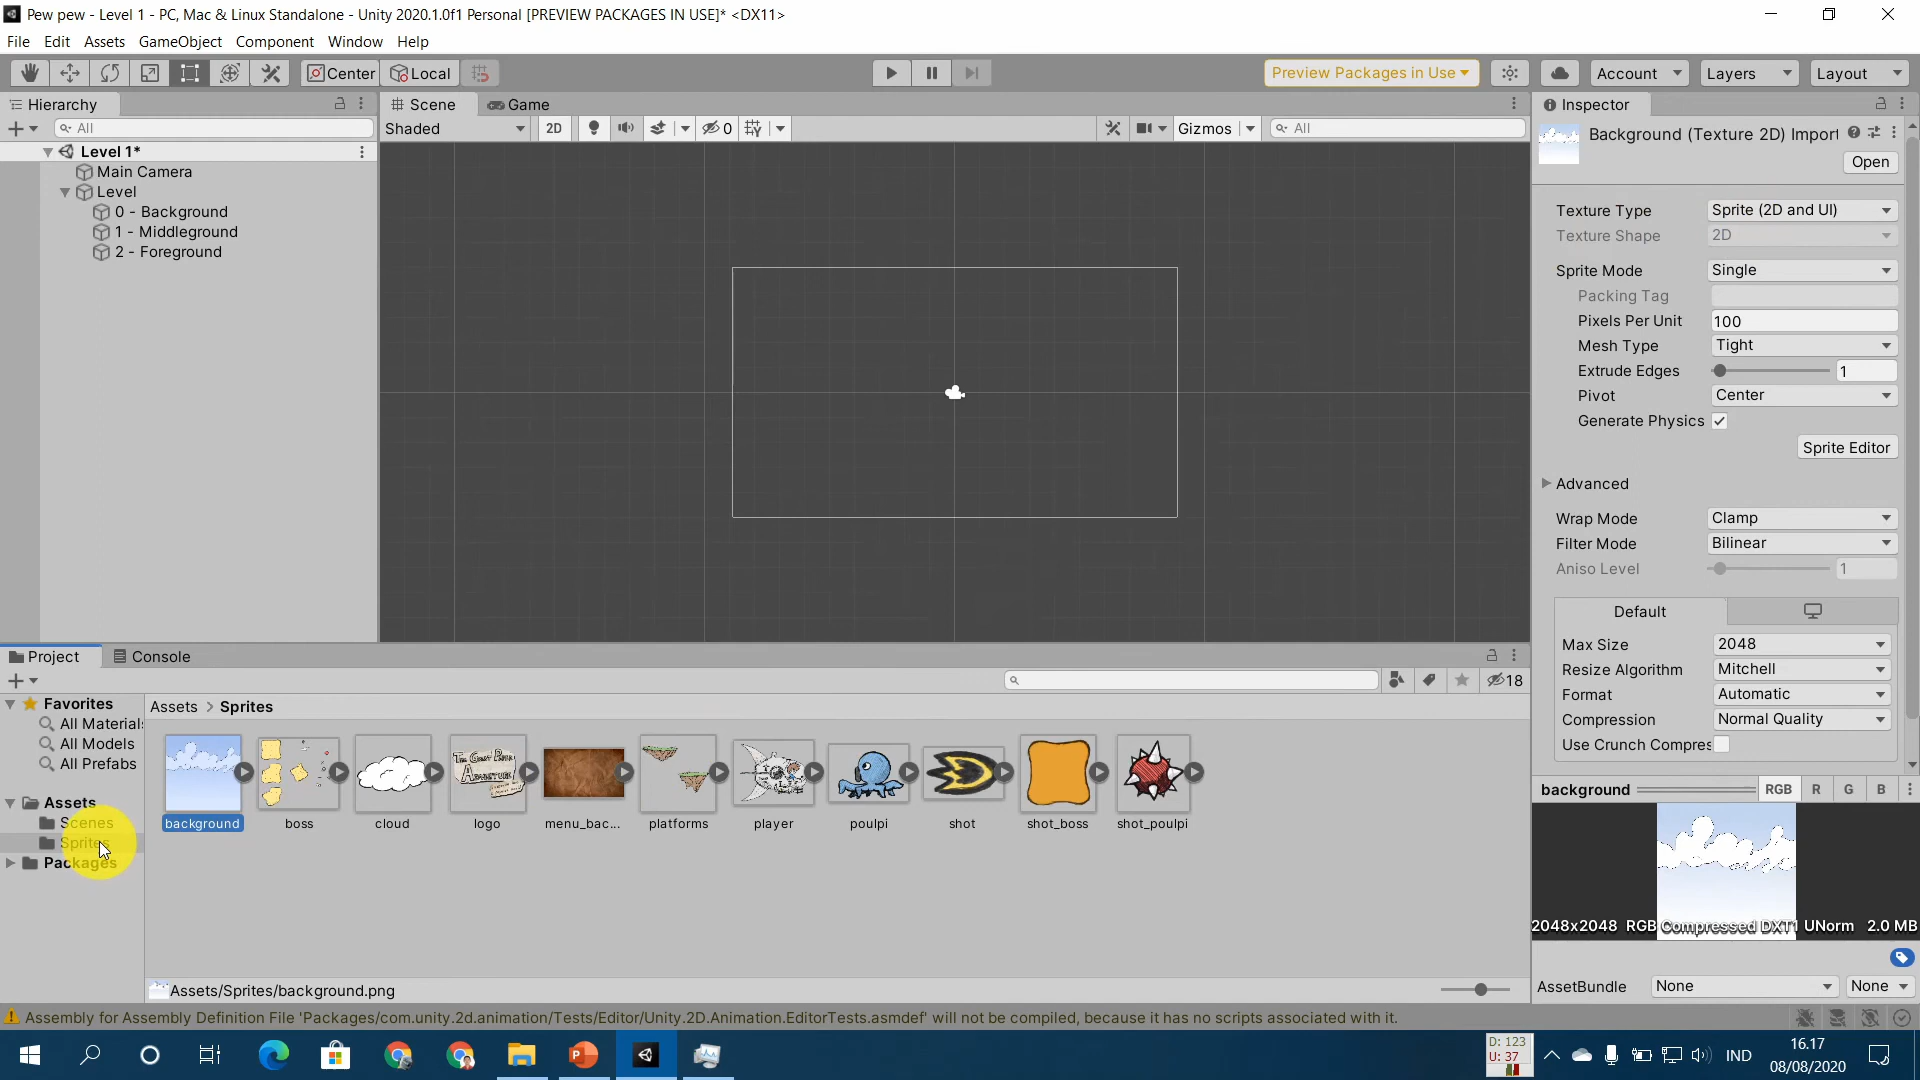 Pew pew - Level 1 - PC, Mac & Linux Standalone - Unity 2020.1.0f1 Personal [PREVIEW PACKAGES IN USE]* <DX11>
File Edit Assets GameObject Component Window Help
Center Local Preview Packages in Use Account Layers Layout
Hierarchy
All
Level 1*
Main Camera
Level
0 - Background
1 - Middleground
2 - Foreground
Scene Game
Shaded 2D 0 Gizmos All
Inspector
Background (Texture 2D) Import
Open
Texture Type Sprite (2D and UI)
Texture Shape 2D
Sprite Mode Single
Packing Tag
Pixels Per Unit 100
Mesh Type Tight
Extrude Edges 1
Pivot Center
Generate Physics
Sprite Editor
Advanced
Wrap Mode Clamp
Filter Mode Bilinear
Aniso Level 1
Default
Max Size 2048
Resize Algorithm Mitchell
Format Automatic
Compression Normal Quality
Use Crunch Compres
background RGB R G B
2048x2048 RGB Compressed DXT1 UNorm 2.0 MB
AssetBundle None None
Project Console
18
Favorites
All Material
All Models
All Prefabs
Assets
Scenes
Sprites
Packages
Assets > Sprites
background boss cloud logo menu_bac... platforms player poulpi shot shot_boss shot_poulpi
Assets/Sprites/background.png
Assembly for Assembly Definition File 'Packages/com.unity.2d.animation/Tests/Editor/Unity.2D.Animation.EditorTests.asmdef' will not be compiled, because it has no scripts associated with it.
D: 123
U: 37
IND
16.17
08/08/2020